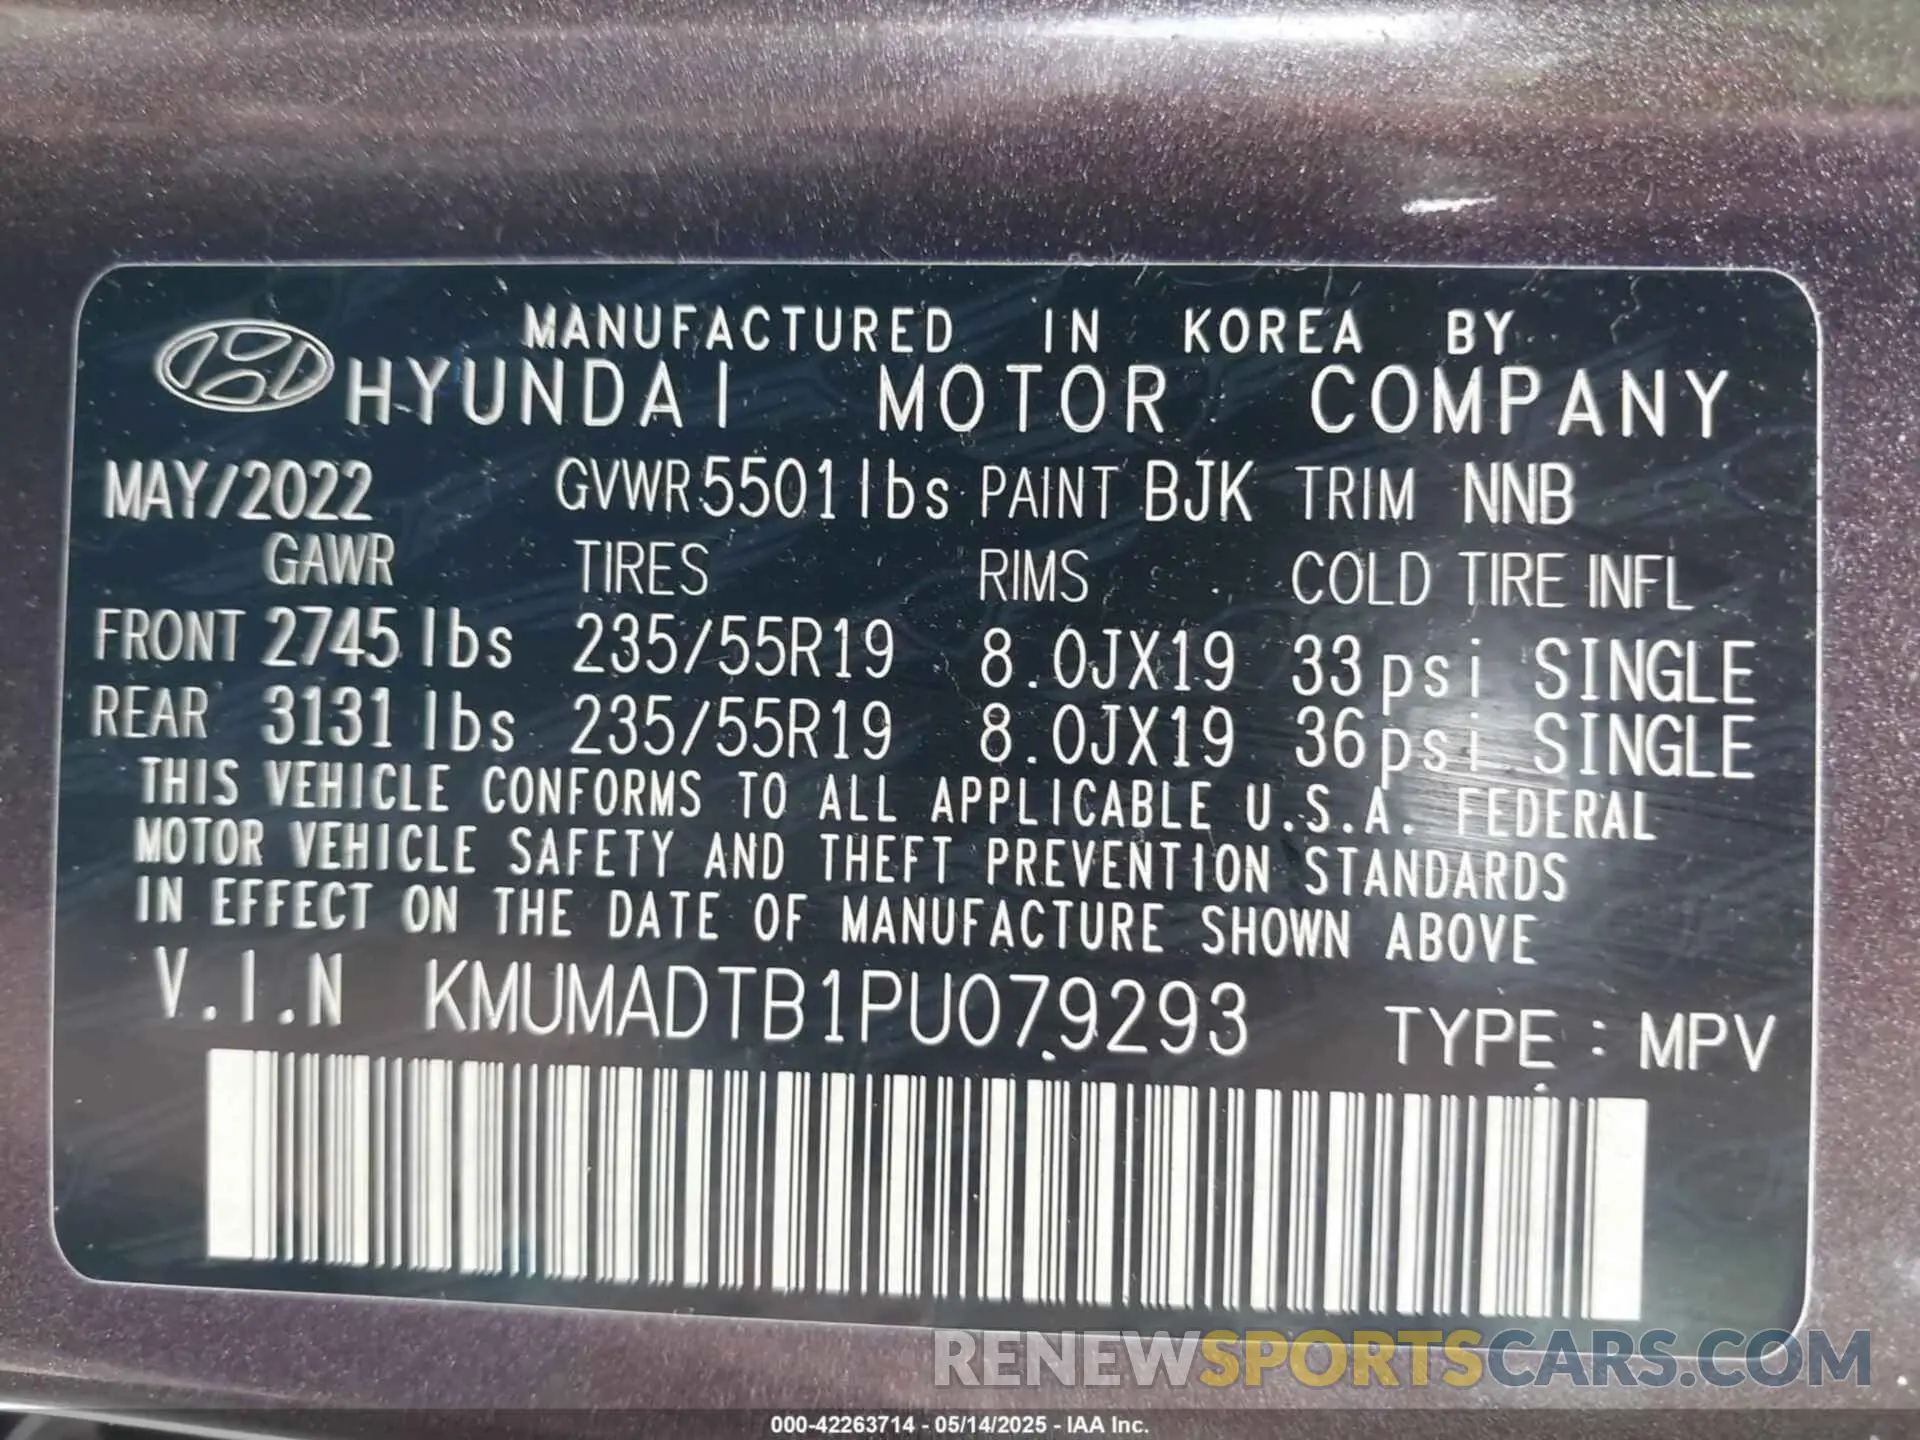 MANUFACTURED IN KOREA BY
HYUNDAI MOTOR COMPANY
MAY/2022 GVWR 5501lbs PAINT BJK TRIM NNB
GAWR TIRES RIMS COLD TIRE INFL
FRONT 2745 lbs 235/55R19 8.0JX19 33psi SINGLE
REAR 3131 lbs 235/55R19 8.0JX19 36psi SINGLE
THIS VEHICLE CONFORMS TO ALL APPLICABLE U.S.A. FEDERAL
MOTOR VEHICLE SAFETY AND THEFT PREVENTION STANDARDS
IN EFFECT ON THE DATE OF MANUFACTURE SHOWN ABOVE
V.I.N KMUMADTB1PU079293 TYPE : MPV
RENEWSPORTSCARS.COM
000-42263714 - 05/14/2025 - IAA Inc.